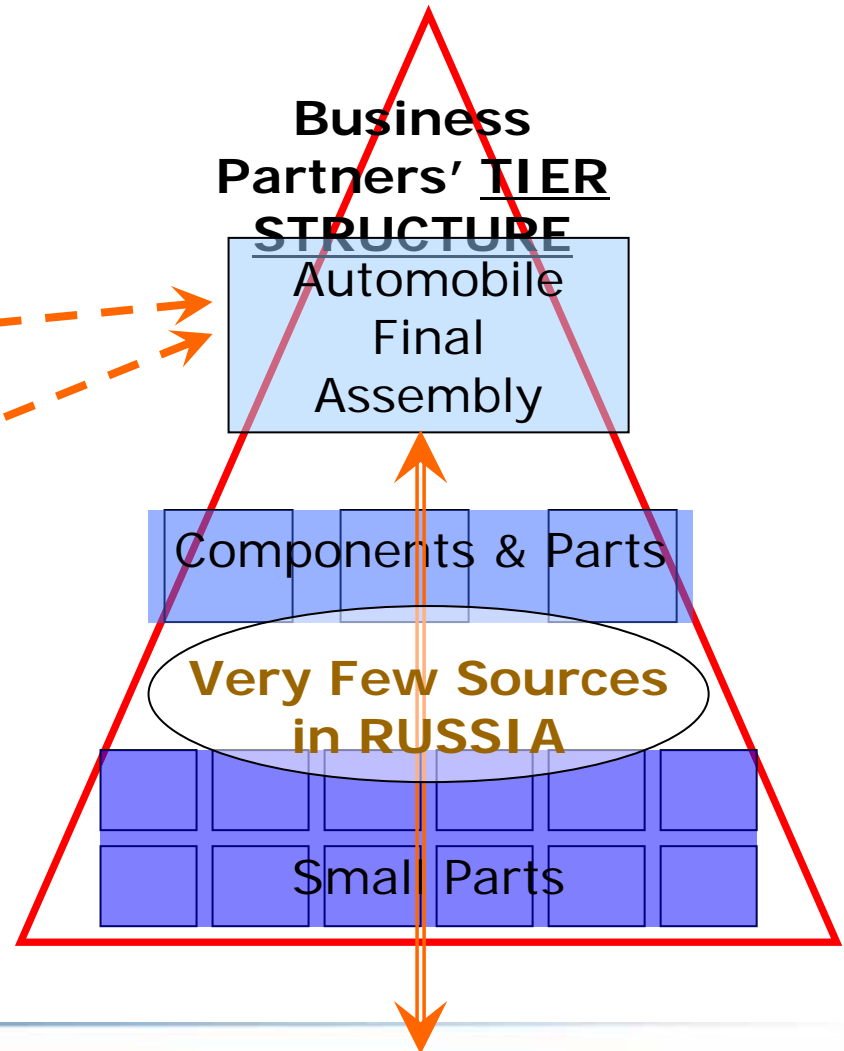 Business
Partners’ TIER
STRUCTURE
Automobile
Final
Assembly
Components & Parts
Very Few Sources
in RUSSIA
Small Parts